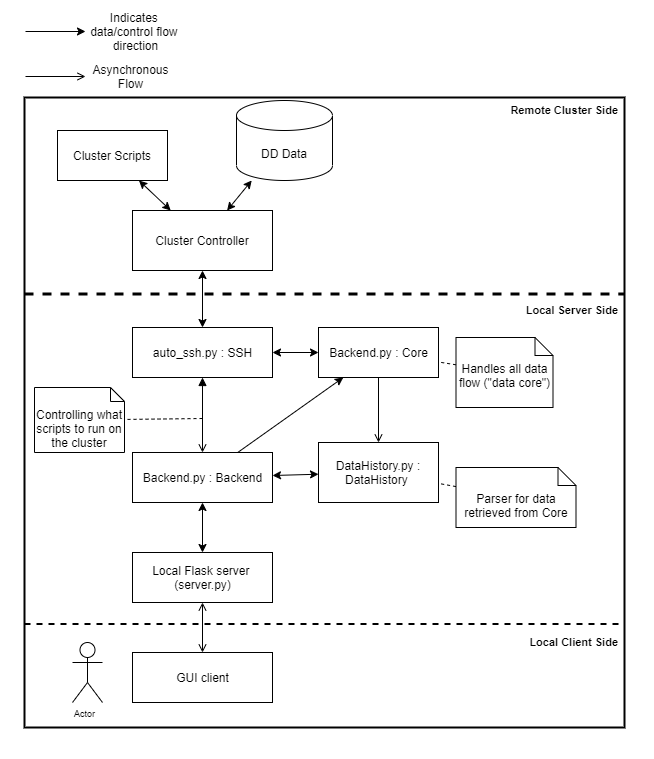 Indicates
data/control flow
direction
Asynchronous
Flow
Remote Cluster Side
Cluster Scripts
DD Data
Cluster Controller
Local Server Side
auto_ssh.py : SSH
Backend.py : Core
Handles all data
flow ("data core")
Controlling what
scripts to run on
the cluster
Backend.py : Backend
DataHistory.py :
DataHistory
Parser for data
retrieved from Core
Local Flask server
(server.py)
Local Client Side
GUI client
Actor